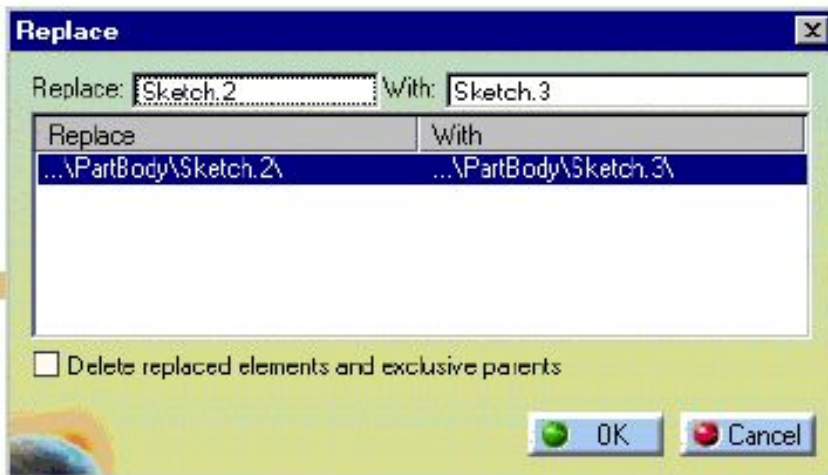 Replace
Replace: Sketch.2 With: Sketch.3
Replace With
...\PartBody\Sketch.2\ ...\PartBody\Sketch.3\
Delete replaced elements and exclusive parents
OK Cancel